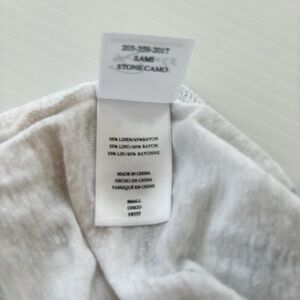 203-359-2017
SAMI
STONE CAMO
55% LINEN/45% RAYON
55% LINO/45% RAYON
55% LIN/45% RAYONNE
MADE IN CHINA
HECHO EN CHINA
FABRIQUÉ EN CHINE
SMALL
CHICO
PETIT